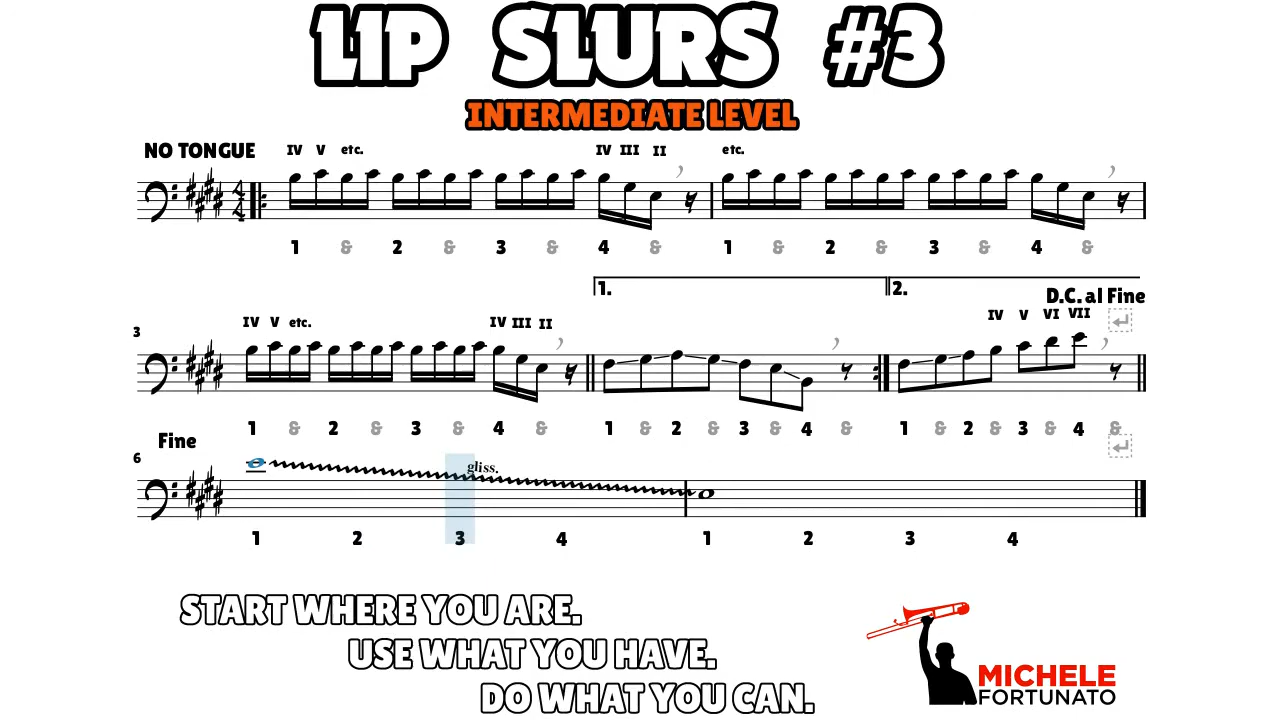 LIP SLURS #3
INTERMEDIATE LEVEL
NO TONGUE IV V etc. IV III II etc.
1 & 2 & 3 & 4 & 1 & 2 & 3 & 4 &
1. 2. D.C. al Fine
3 IV V etc. IV III II IV V VI VII
1 & 2 & 3 & 4 & 1 & 2 & 3 & 4 & 1 & 2 & 3 & 4 &
Fine
6 gliss.
1 2 3 4 1 2 3 4
START WHERE YOU ARE.
USE WHAT YOU HAVE.
DO WHAT YOU CAN.
MICHELE
FORTUNATO